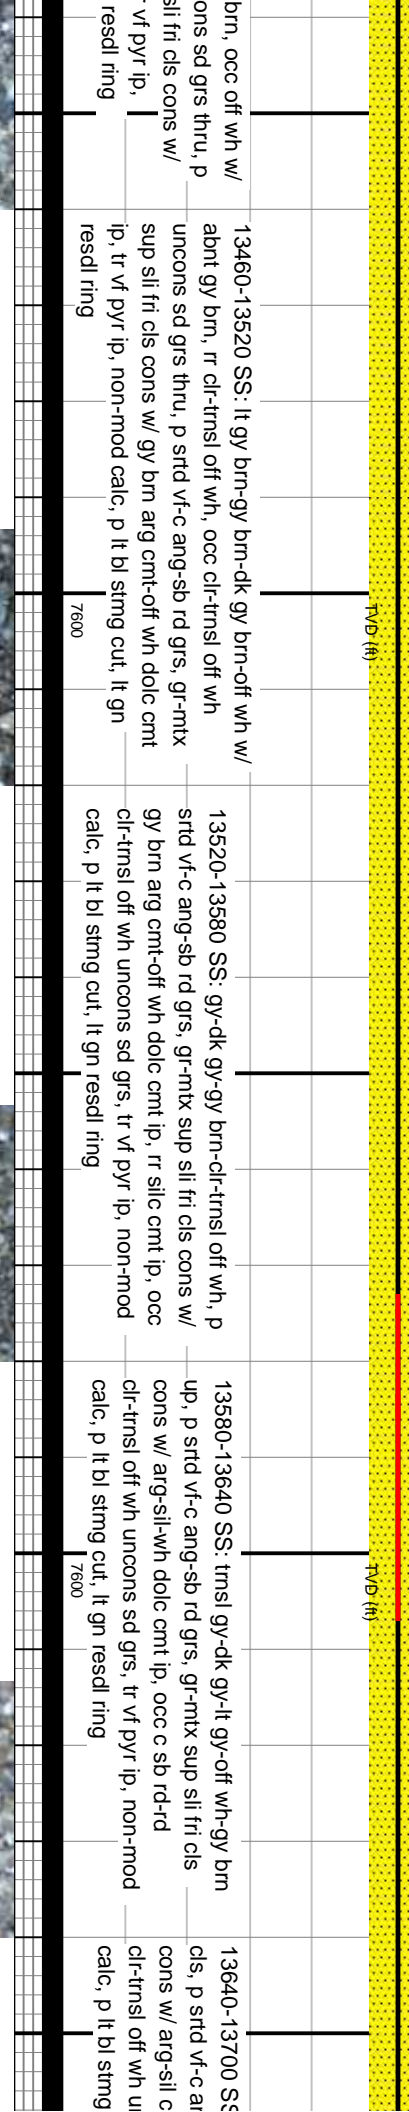 brn, occ off wh w/
ons sd grs thru, p
sli fri cls cons w/
vf pyr ip,
resdl ring
13460-13520 SS: lt gy brn-gy brn-dk gy brn-off wh w/
abnt gy brn, rr clr-trnsl off wh, occ clr-trnsl off wh
uncons sd grs thru, p srtd vf-c ang-sb rd grs, gr-mtx
sup sli fri cls cons w/ gy brn arg cmt-off wh dolc cmt
ip, tr vf pyr ip, non-mod calc, p lt bl stmg cut, lt gn
resdl ring
TVD (ft)
7600
13520-13580 SS: gy-dk gy-gy brn-clr-trnsl off wh, p
srtd vf-c ang-sb rd grs, gr-mtx sup sli fri cls cons w/
gy brn arg cmt-off wh dolc cmt ip, rr silc cmt ip, occ
clr-trnsl off wh uncons sd grs, tr vf pyr ip, non-mod
calc, p lt bl stmg cut, lt gn resdl ring
13580-13640 SS: trnsl gy-dk gy-lt gy-off wh-gy brn
up, p srtd vf-c ang-sb rd grs, gr-mtx sup sli fri cls
cons w/ arg-sil-wh dolc cmt ip, occ c sb rd-rd
clr-trnsl off wh uncons sd grs, tr vf pyr ip, non-mod
calc, p lt bl stmg cut, lt gn resdl ring
TVD (ft)
7600
13640-13700 SS
cls, p srtd vf-c an
cons w/ arg-sil c
clr-trnsl off wh u
calc, p lt bl stmg